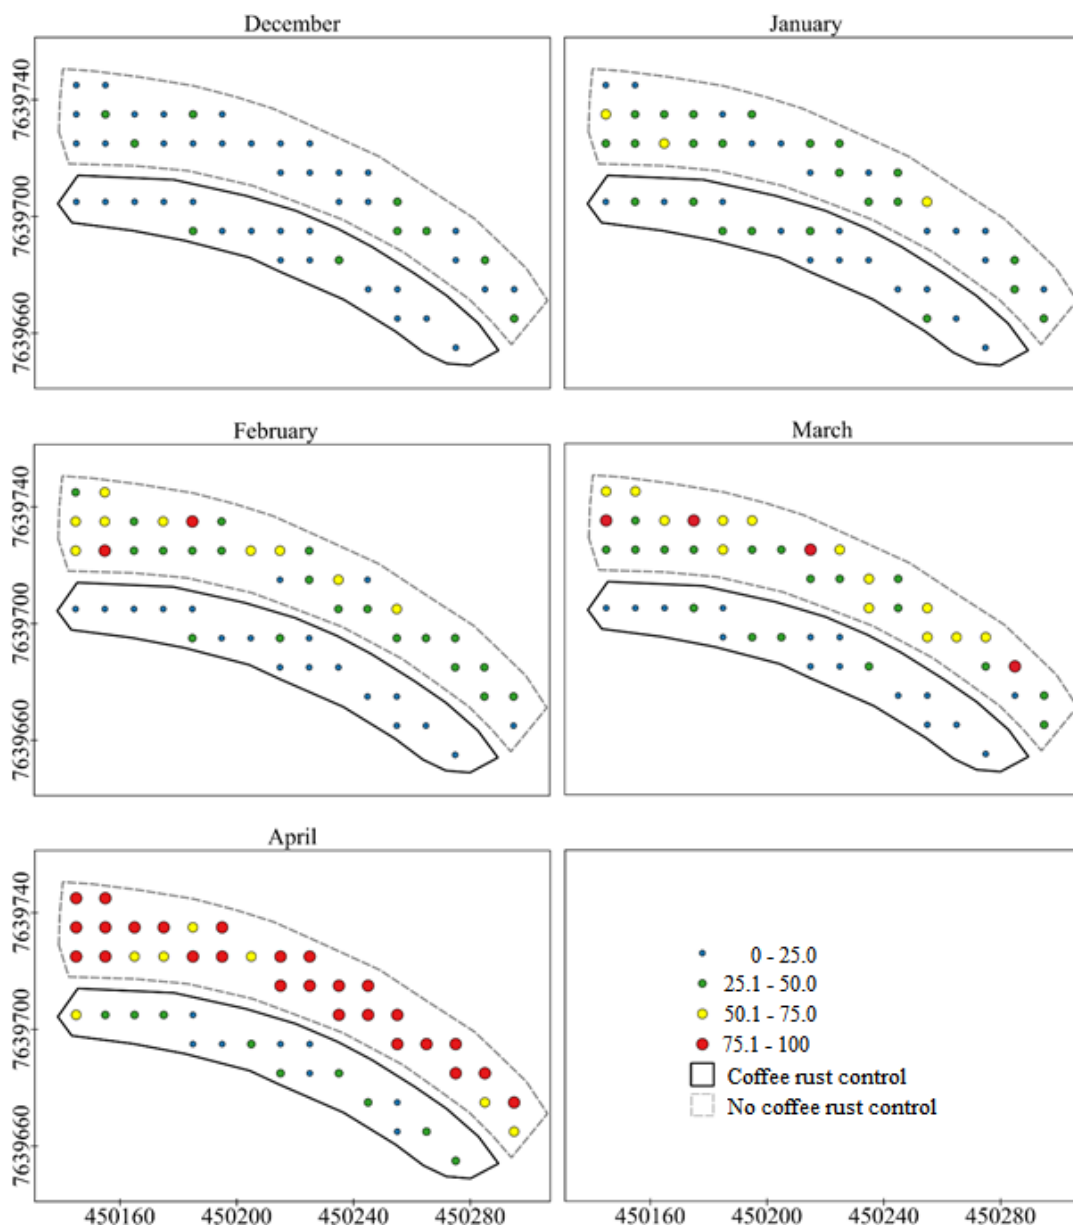 December
January
7639740
7639700
7639660
February
March
7639740
7639700
7639660
April
7639740
7639700
7639660
0 - 25.0
25.1 - 50.0
50.1 - 75.0
75.1 - 100
Coffee rust control
No coffee rust control
450160 450200 450240 450280
450160 450200 450240 450280